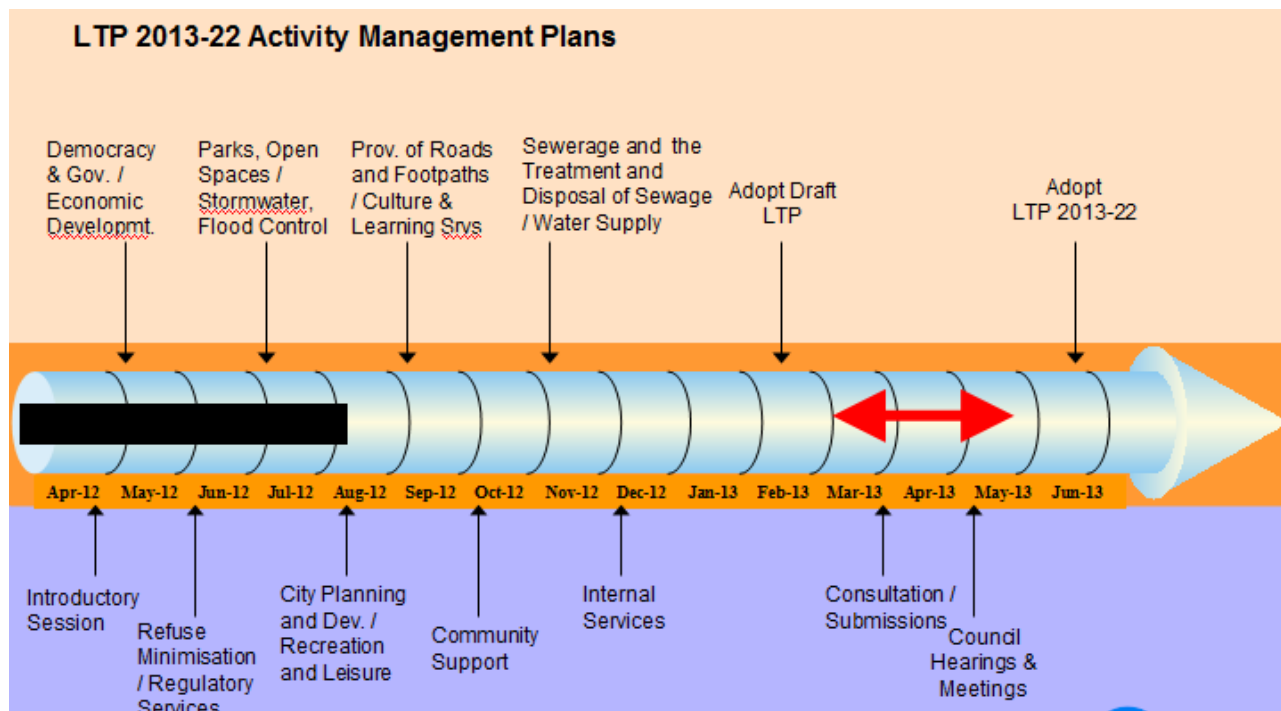 LTP 2013-22 Activity Management Plans
Democracy
& Gov. /
Economic
Developmt.
Parks, Open
Spaces /
Stormwater,
Flood Control
Prov. of Roads
and Footpaths
/ Culture &
Learning Srvs
Sewerage and the
Treatment and
Disposal of Sewage
/ Water Supply
Adopt Draft
LTP
Adopt
LTP 2013-22
Apr-12 May-12 Jun-12 Jul-12 Aug-12 Sep-12 Oct-12 Nov-12 Dec-12 Jan-13 Feb-13 Mar-13 Apr-13 May-13 Jun-13
Introductory
Session
Refuse
Minimisation
/ Regulatory
Services
City Planning
and Dev. /
Recreation
and Leisure
Community
Support
Internal
Services
Consultation /
Submissions
Council
Hearings &
Meetings